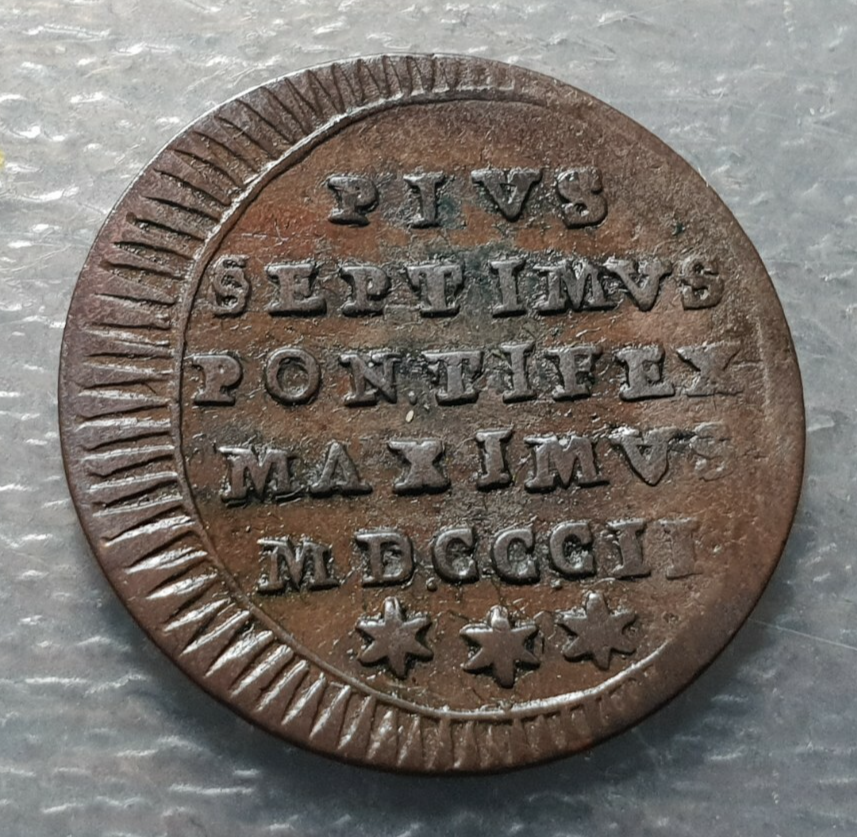 PIVS
SEPTIMVS
PONTIFEX
MAXIMVS
MDCCCII